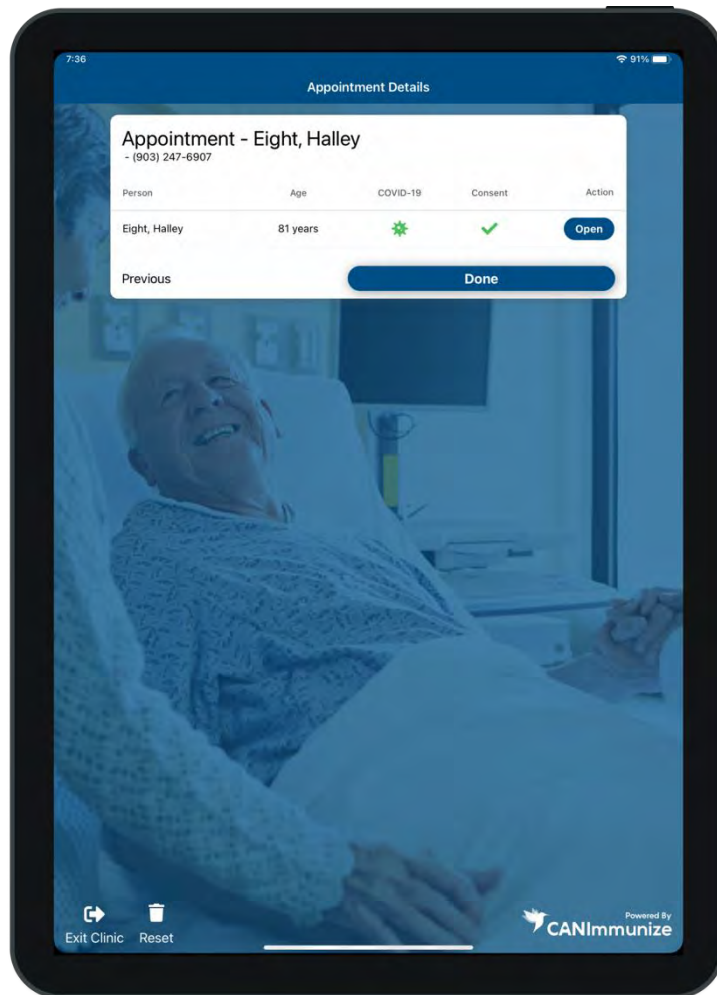 7:36 91%
Appointment Details
Appointment - Eight, Halley
- (903) 247-6907
Person Age COVID-19 Consent Action
Eight, Halley 81 years Open
Previous Done
Powered By
CANImmunize
Exit Clinic Reset